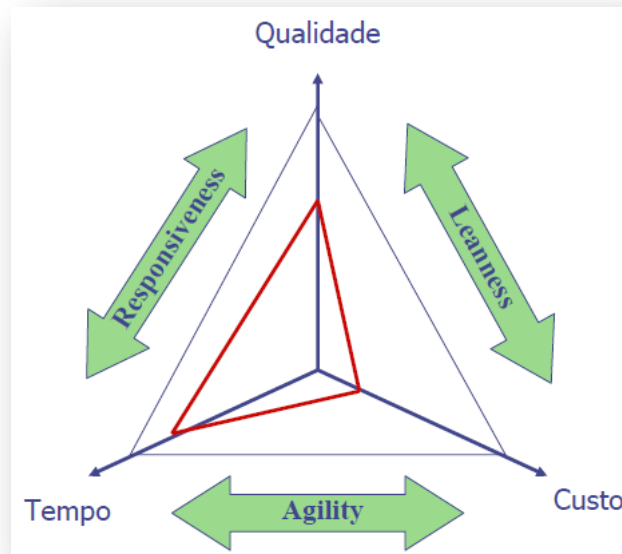 Qualidade
Responsiveness
Leanness
Tempo
Agility
Custo